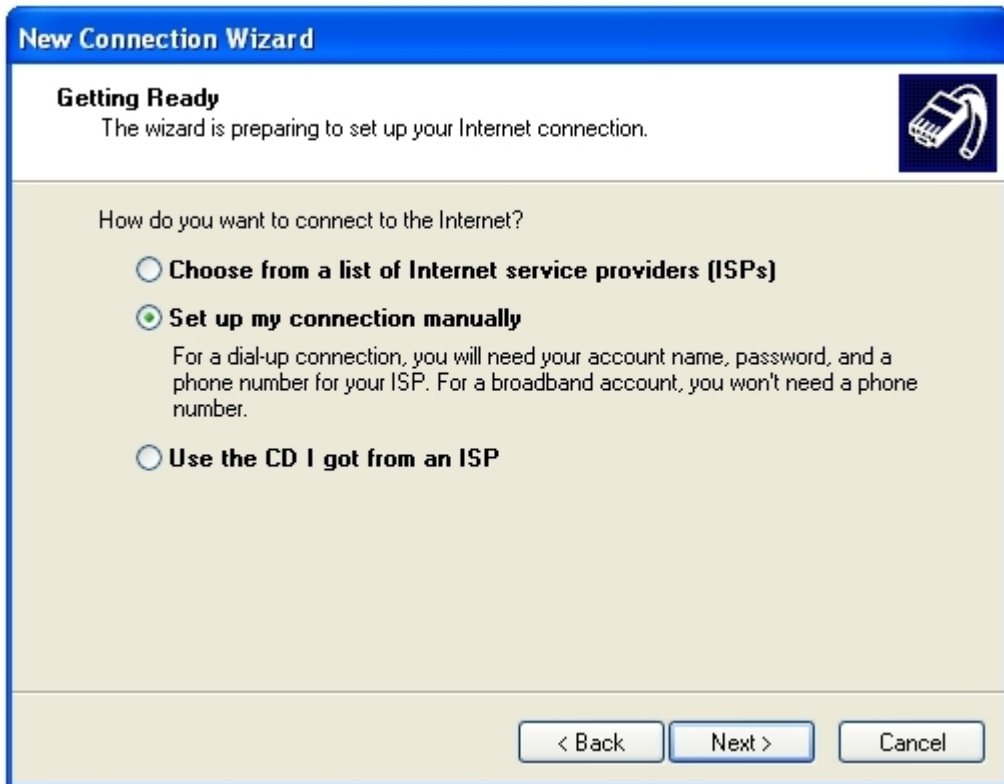 New Connection Wizard
Getting Ready
The wizard is preparing to set up your Internet connection.
How do you want to connect to the Internet?
Choose from a list of Internet service providers (ISPs)
Set up my connection manually
For a dial-up connection, you will need your account name, password, and a
phone number for your ISP. For a broadband account, you won't need a phone
number.
Use the CD I got from an ISP
< Back Next > Cancel